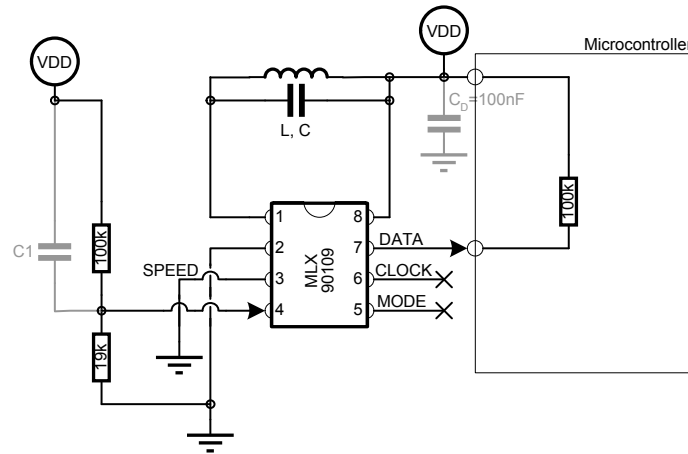 VDD
Microcontroller
VDD
C_D=100nF
L, C
100k
1
8
C1
100k
2
7
DATA
MLX
90109
SPEED
3
6
CLOCK
4
5
MODE
19k